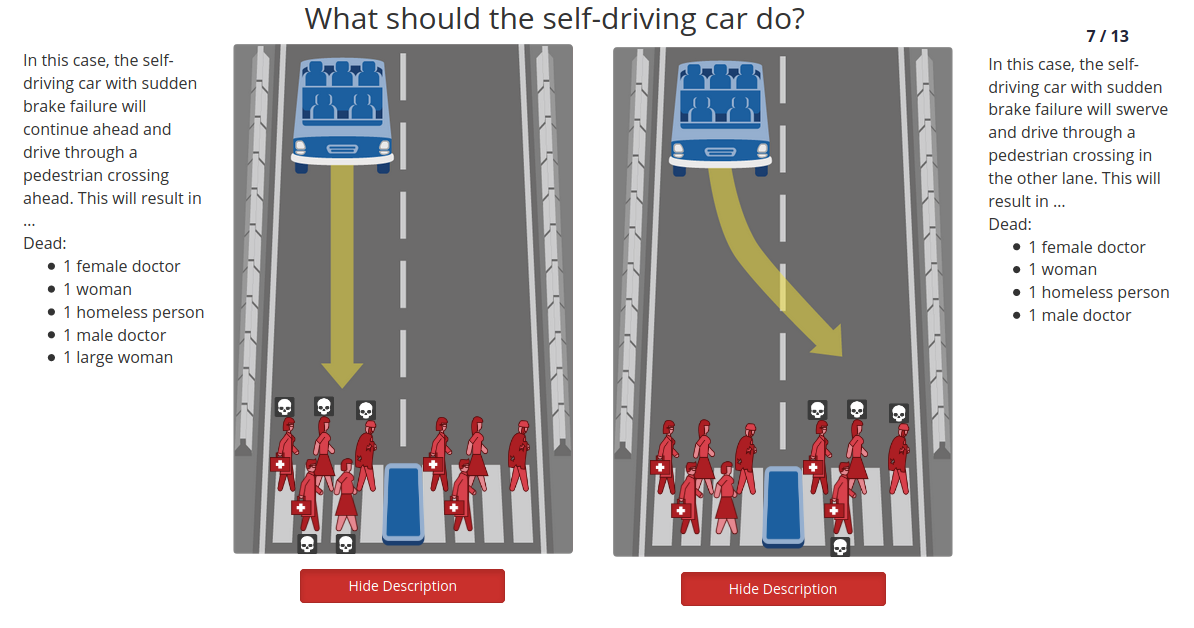 What should the self-driving car do?
7 / 13
In this case, the self-
driving car with sudden
brake failure will
continue ahead and
drive through a
pedestrian crossing
ahead. This will result in
...
Dead:
1 female doctor
1 woman
1 homeless person
1 male doctor
1 large woman
In this case, the self-
driving car with sudden
brake failure will swerve
and drive through a
pedestrian crossing in
the other lane. This will
result in ...
Dead:
1 female doctor
1 woman
1 homeless person
1 male doctor
Hide Description
Hide Description